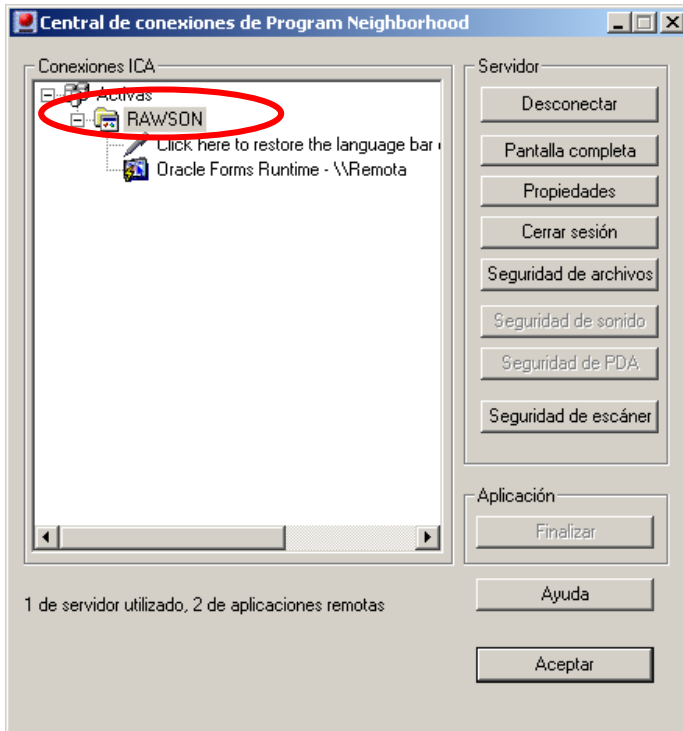 Central de conexiones de Program Neighborhood
Conexiones ICA
Activas
RAWSON
Click here to restore the language bar
Oracle Forms Runtime - \\Remota
1 de servidor utilizado, 2 de aplicaciones remotas
Servidor
Desconectar
Pantalla completa
Propiedades
Cerrar sesión
Seguridad de archivos
Seguridad de sonido
Seguridad de PDA
Seguridad de escáner
Aplicación
Finalizar
Ayuda
Aceptar